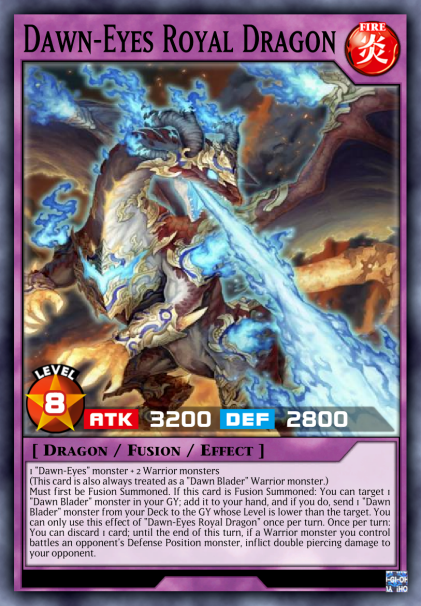 DAWN-EYES ROYAL DRAGON
FIRE
炎
LEVEL
8
ATK 3200 DEF 2800
[ DRAGON / FUSION / EFFECT ]
1 "Dawn-Eyes" monster + 2 Warrior monsters
(This card is also always treated as a "Dawn Blader" Warrior monster.)
Must first be Fusion Summoned. If this card is Fusion Summoned: You can target 1
"Dawn Blader" monster in your GY; add it to your hand, and if you do, send 1 "Dawn
Blader" monster from your Deck to the GY whose Level is lower than the target. You
can only use this effect of "Dawn-Eyes Royal Dragon" once per turn. Once per turn:
You can discard 1 card; until the end of this turn, if a Warrior monster you control
battles an opponent's Defense Position monster, inflict double piercing damage to
your opponent.